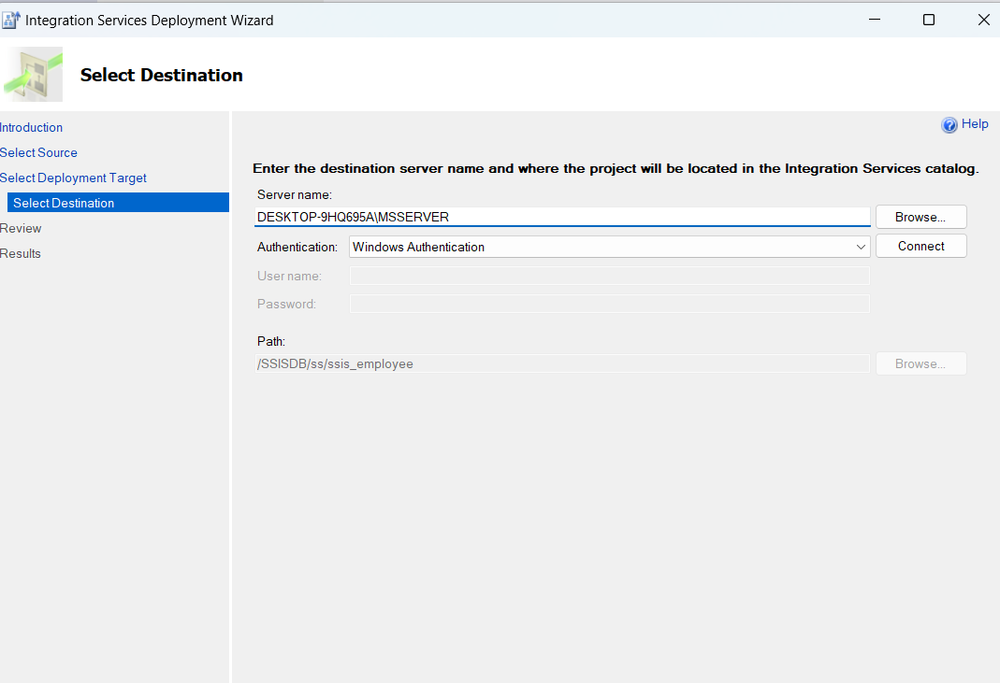 Integration Services Deployment Wizard
Select Destination
Introduction
Select Source
Select Deployment Target
Select Destination
Review
Results
Help
Enter the destination server name and where the project will be located in the Integration Services catalog.
Server name:
DESKTOP-9HQ695A\MSSERVER
Browse...
Authentication: Windows Authentication
Connect
User name:
Password:
Path:
/SSISDB/ss/ssis_employee
Browse...